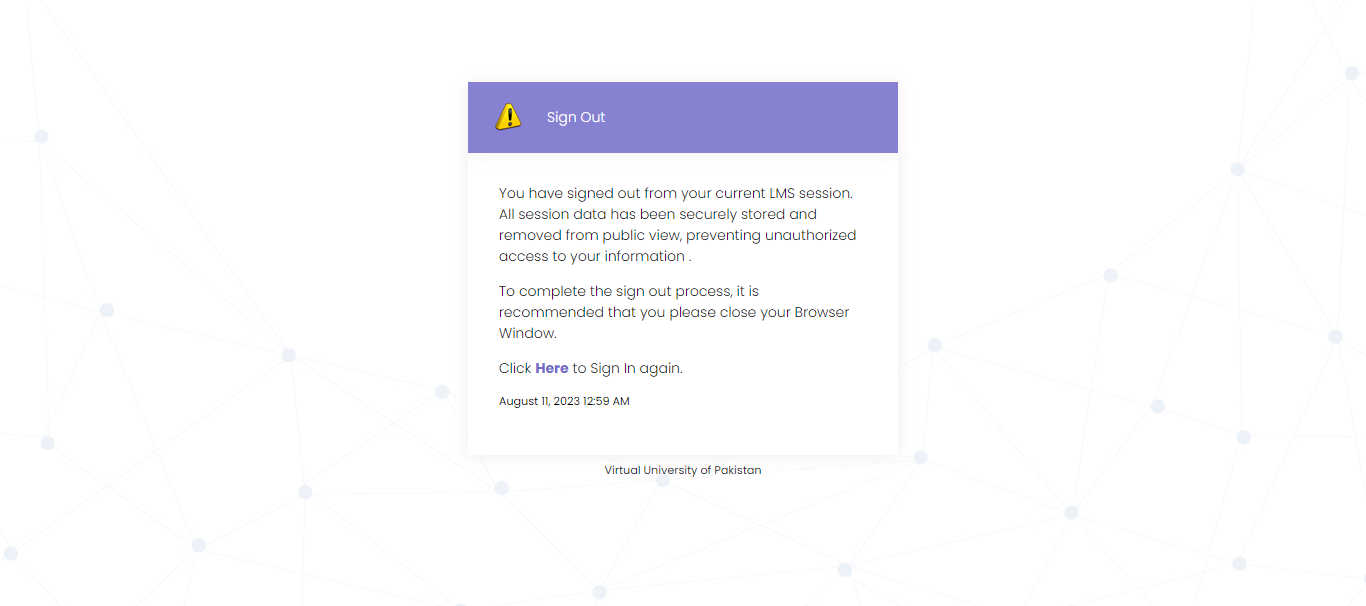 Sign Out
You have signed out from your current LMS session.
All session data has been securely stored and
removed from public view, preventing unauthorized
access to your information .
To complete the sign out process, it is
recommended that you please close your Browser
Window.
Click Here to Sign In again.
August 11, 2023 12:59 AM
Virtual University of Pakistan